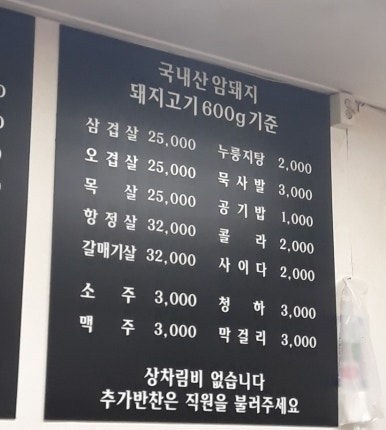 국내산 암돼지
돼지고기 600g 기준
삼겹살 25,000
오겹살 25,000
목살 25,000
항정살 32,000
갈매기살 32,000
소주 3,000
맥주 3,000
누룽지탕 2,000
묵사발 3,000
공기밥 1,000
콜라 2,000
사이다 2,000
청하 3,000
막걸리 3,000
상차림비 없습니다
추가반찬은 직원을 불러주세요